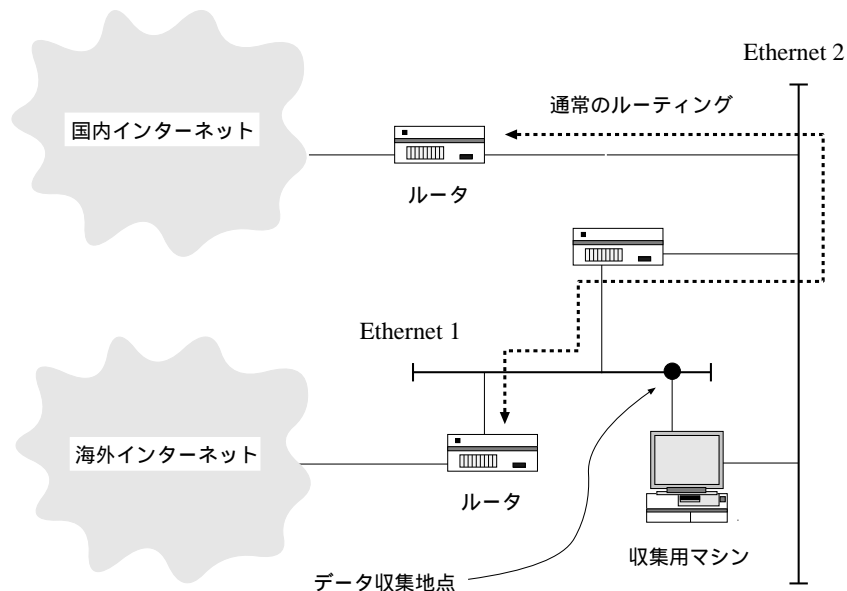 Ethernet 2
通常のルーティング
国内インターネット
ルータ
Ethernet 1
海外インターネット
ルータ
収集用マシン
データ収集地点